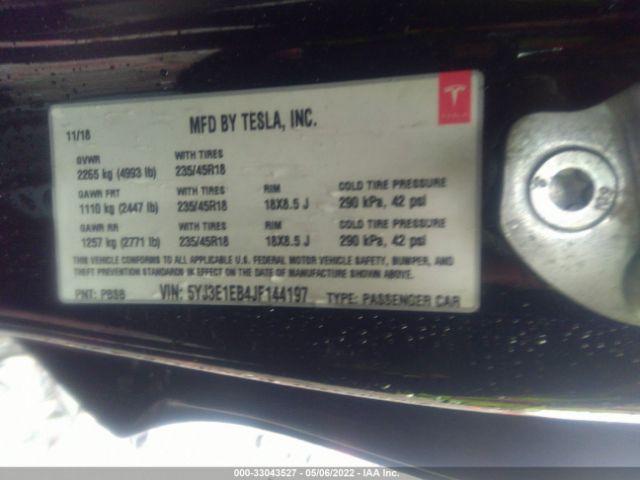 11/18 MFD BY TESLA, INC.
GVWR WITH TIRES
2265 kg (4993 lb) 235/45R18
GAWR FRT WITH TIRES RIM COLD TIRE PRESSURE
1110 kg (2447 lb) 235/45R18 18X8.5 J 290 kPa, 42 psi
GAWR RR WITH TIRES RIM COLD TIRE PRESSURE
1257 kg (2771 lb) 235/45R18 18X8.5 J 290 kPa, 42 psi
THIS VEHICLE CONFORMS TO ALL APPLICABLE U.S. FEDERAL MOTOR VEHICLE SAFETY, BUMPER, AND
THEFT PREVENTION STANDARDS IN EFFECT ON THE DATE OF MANUFACTURE SHOWN ABOVE.
PNT: PBSB VIN: 5YJ3E1EB4JF144197 TYPE: PASSENGER CAR
000-33043527 - 05/06/2022 - IAA Inc.